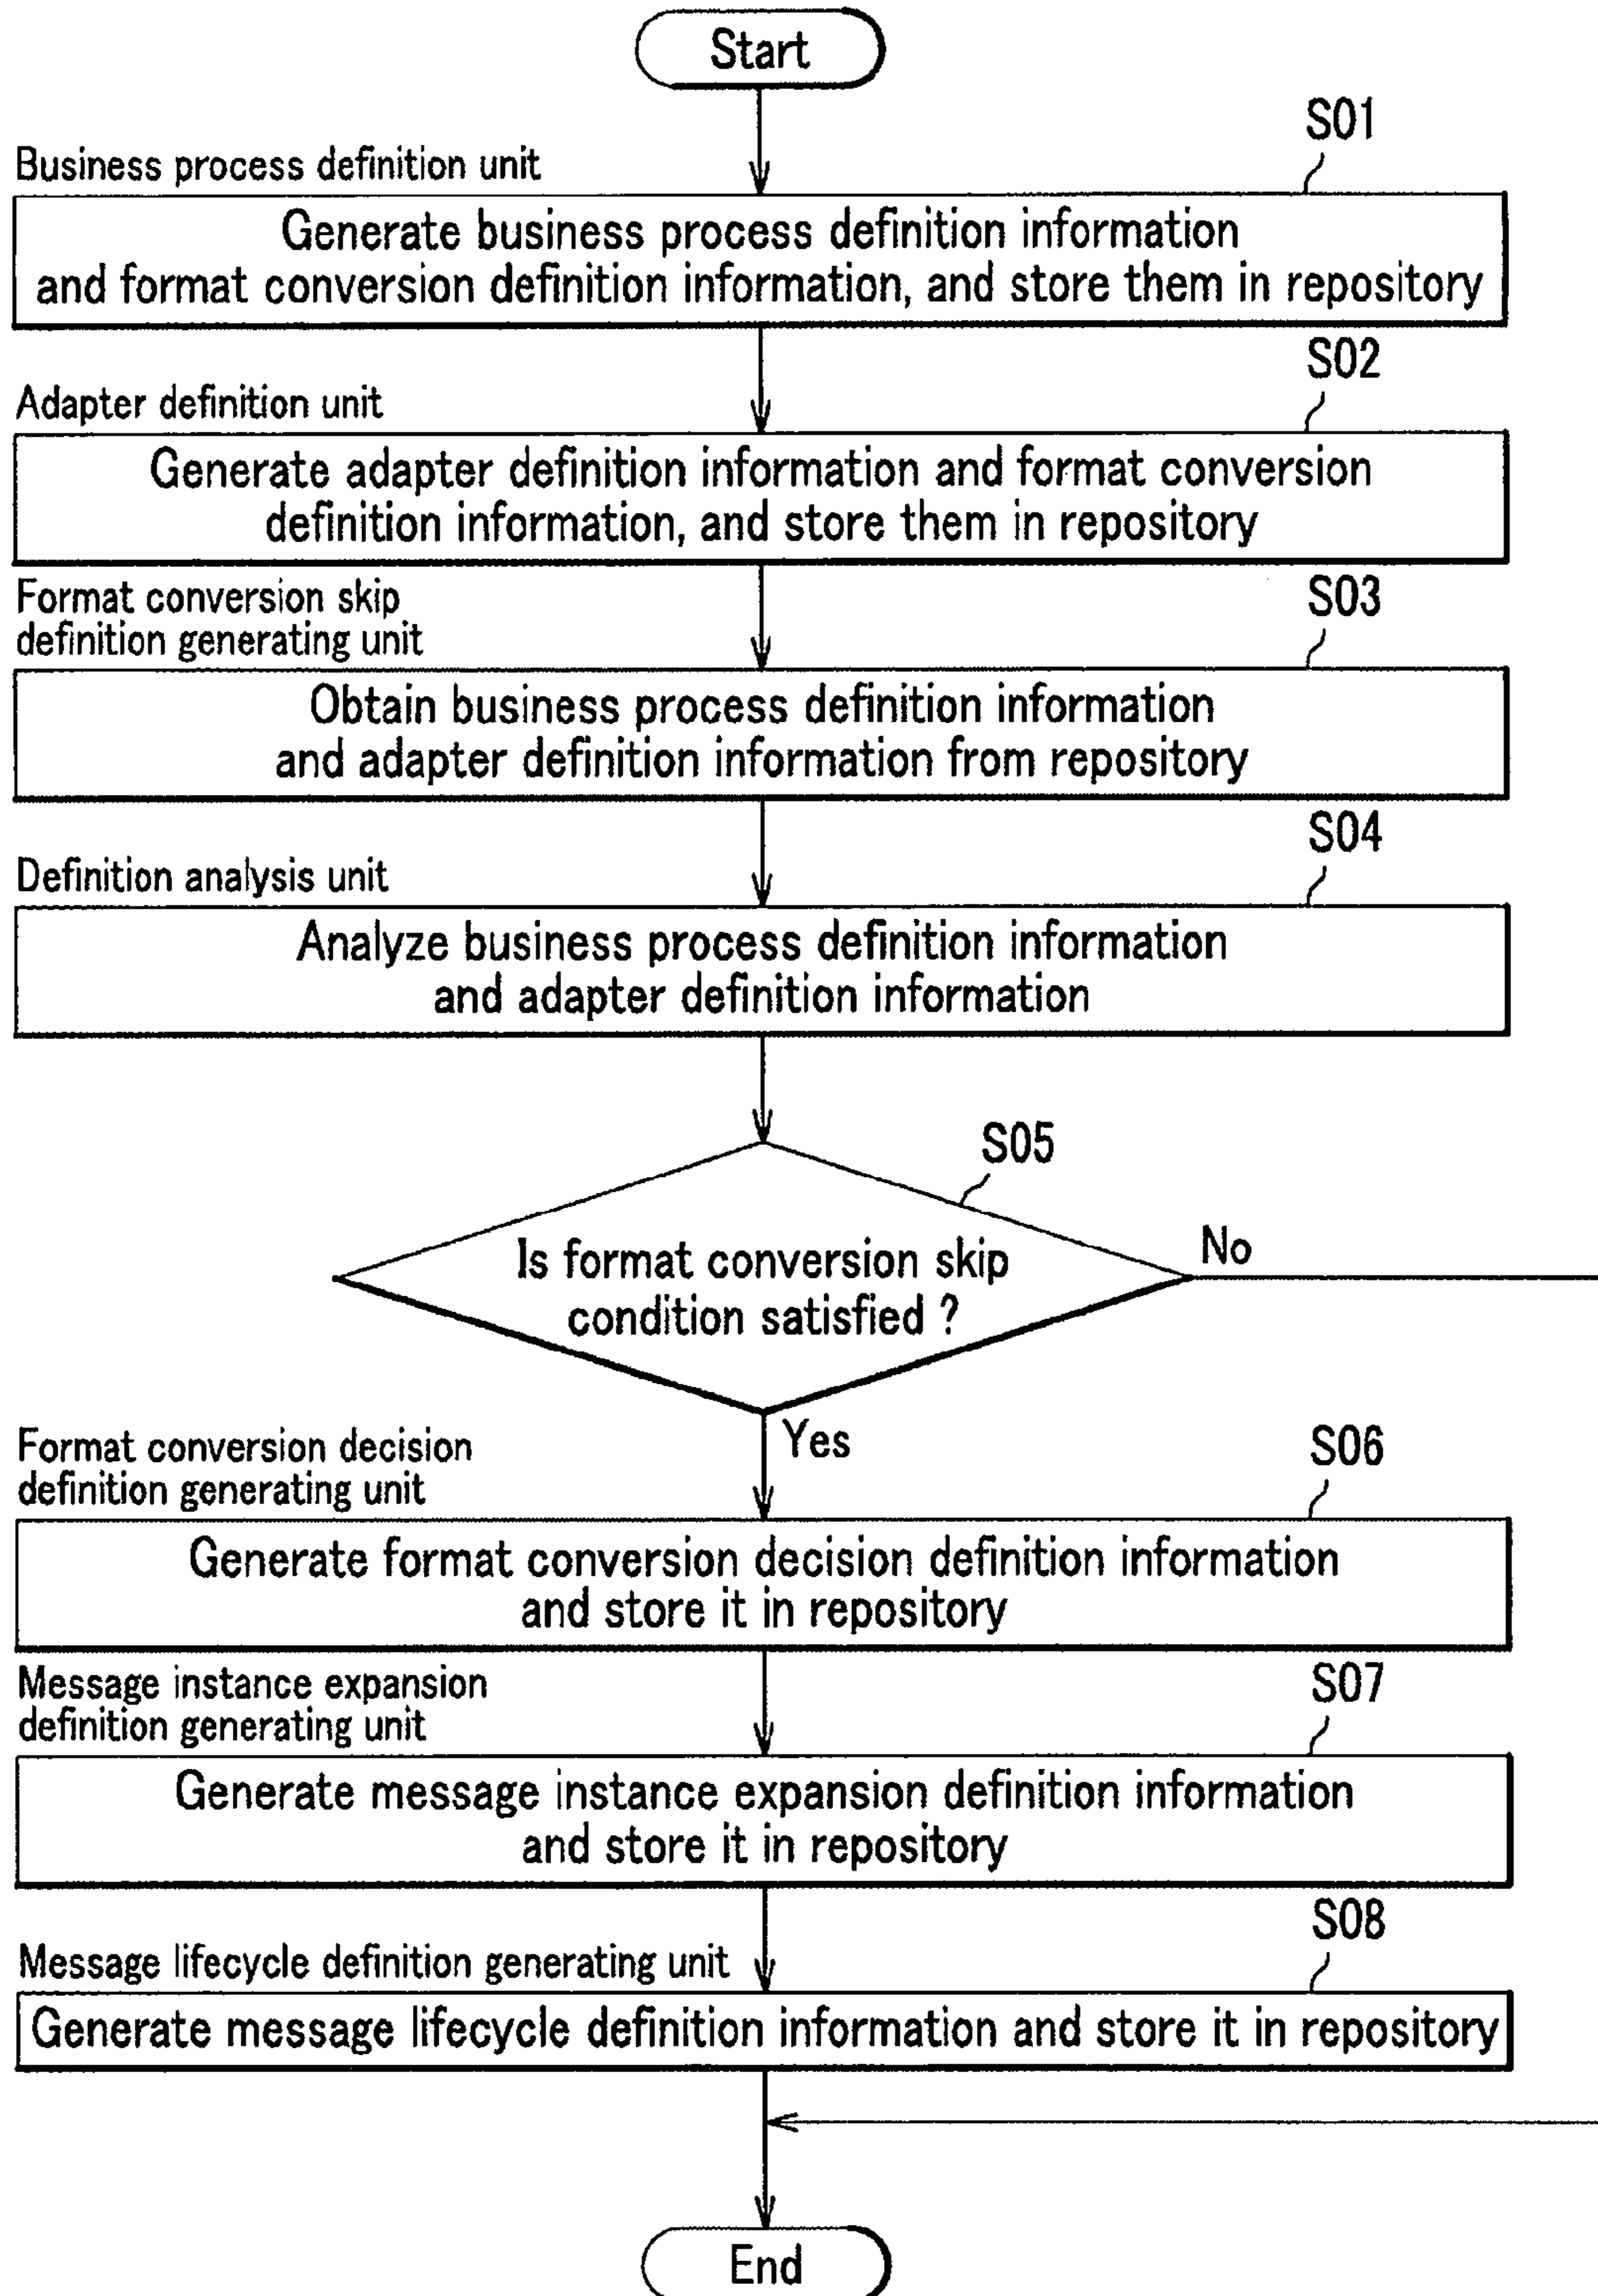 Start
S01
Business process definition unit
Generate business process definition information
and format conversion definition information, and store them in repository
S02
Adapter definition unit
Generate adapter definition information and format conversion
definition information, and store them in repository
Format conversion skip
definition generating unit
S03
Obtain business process definition information
and adapter definition information from repository
S04
Definition analysis unit
Analyze business process definition information
and adapter definition information
S05
Is format conversion skip
condition satisfied ?
No
Yes
Format conversion decision
definition generating unit
S06
Generate format conversion decision definition information
and store it in repository
Message instance expansion
definition generating unit
S07
Generate message instance expansion definition information
and store it in repository
S08
Message lifecycle definition generating unit
Generate message lifecycle definition information and store it in repository
End